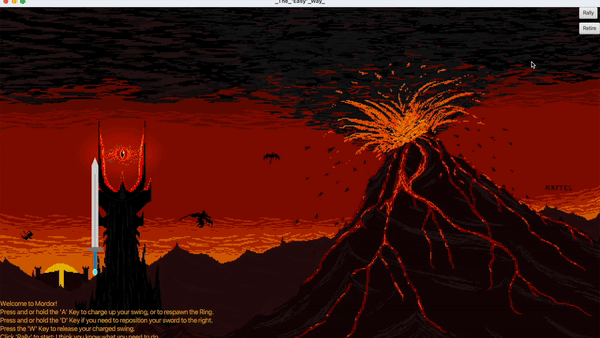 _The_"Easy"_Way_
Rally
Retire
MAFFEL
Welcome to Mordor!
Press and or hold the 'A' Key to charge up your swing, or to respawn the Ring.
Press and or hold the 'D' Key if you need to reposition your sword to the right.
Press the 'W' Key to release your charged swing.
Click 'Rally' to start; I think you know what you need to do.